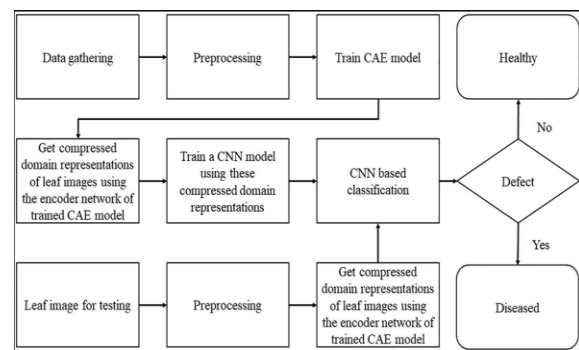 Data gathering
Preprocessing
Train CAE model
Healthy
No
Get compressed
domain representations
of leaf images using
the encoder network of
trained CAE model
Train a CNN model
using these
compressed domain
representations
CNN based
classification
Defect
Yes
Leaf image for testing
Preprocessing
Get compressed
domain representations
of leaf images using
the encoder network of
trained CAE model
Diseased